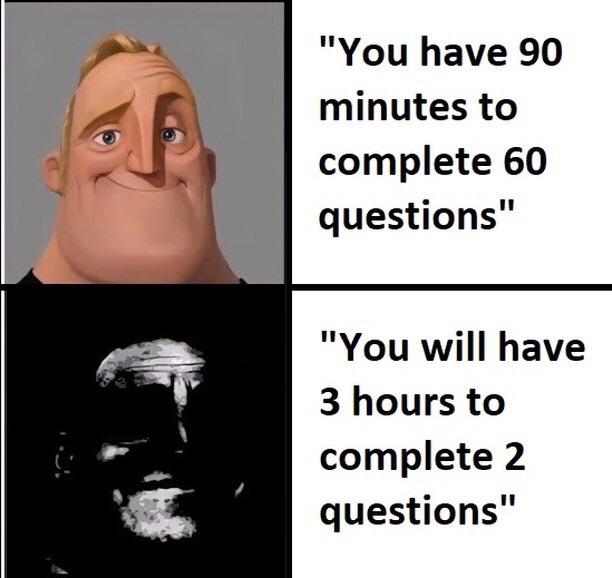 "You have 90
minutes to
complete 60
questions"
"You will have
3 hours to
complete 2
questions"